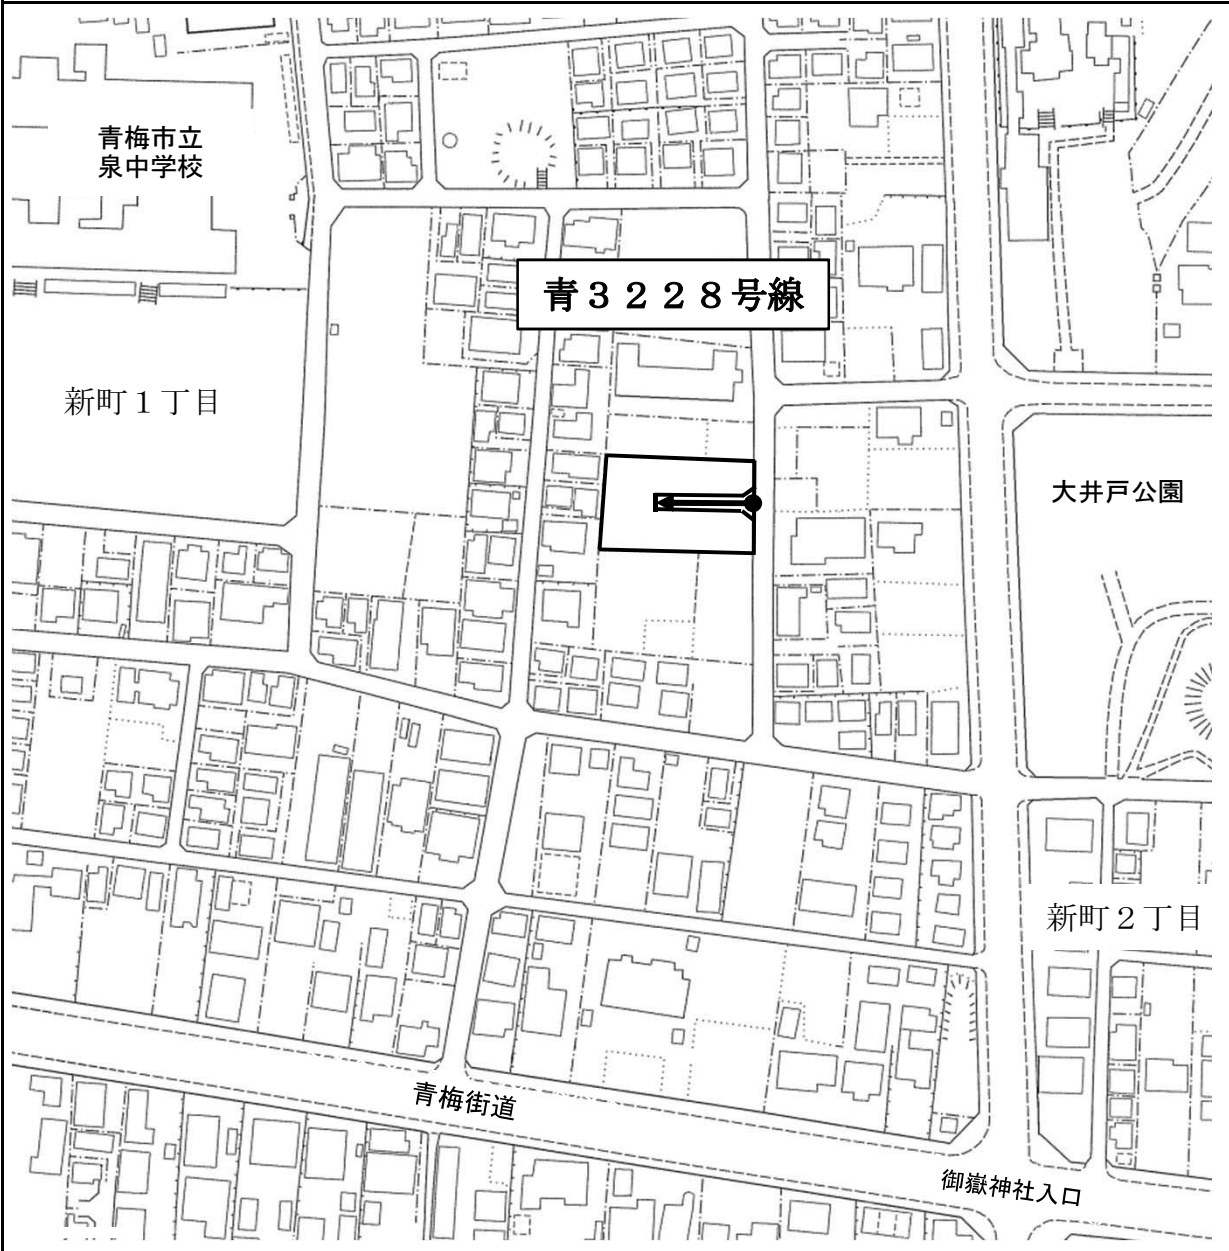 青梅市立
泉中学校
青３２２８号線
新町１丁目
大井戸公園
新町２丁目
青梅街道
御嶽神社入口